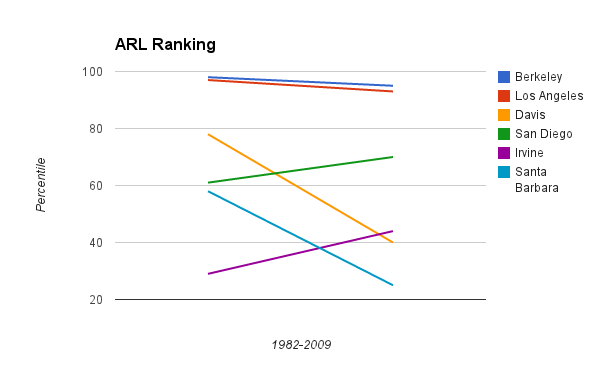 ARL Ranking
100
80
60
40
20
Percentile
1982-2009
Berkeley
Los Angeles
Davis
San Diego
Irvine
Santa
Barbara